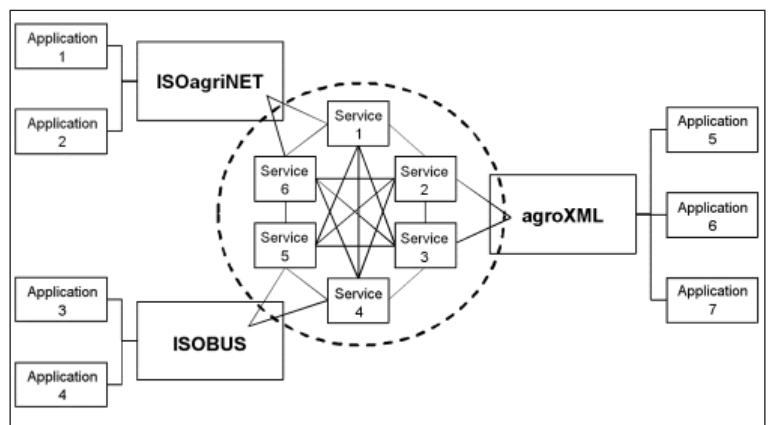 Application
1
Application
2
ISOagriNET
Service
1
Service
6
Service
2
Service
5
Service
3
Service
4
agroXML
Application
5
Application
6
Application
7
Application
3
Application
4
ISOBUS